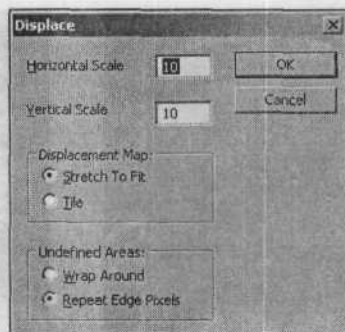 Displace
Horizontal Scale 10
OK
Vertical Scale 10
Cancel
Displacement Map:
Stretch To Fit
Tile
Undefined Areas:
Wrap Around
Repeat Edge Pixels